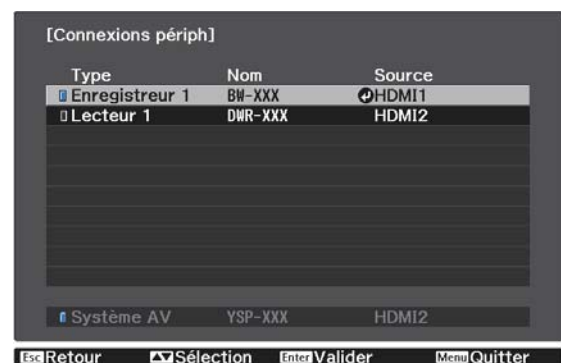 [Connexions périph]
Type Nom Source
Enregistreur 1 BW-XXX HDMI1
Lecteur 1 DWR-XXX HDMI2
Système AV YSP-XXX HDMI2
Esc Retour Sélection Enter Valider Menu Quitter